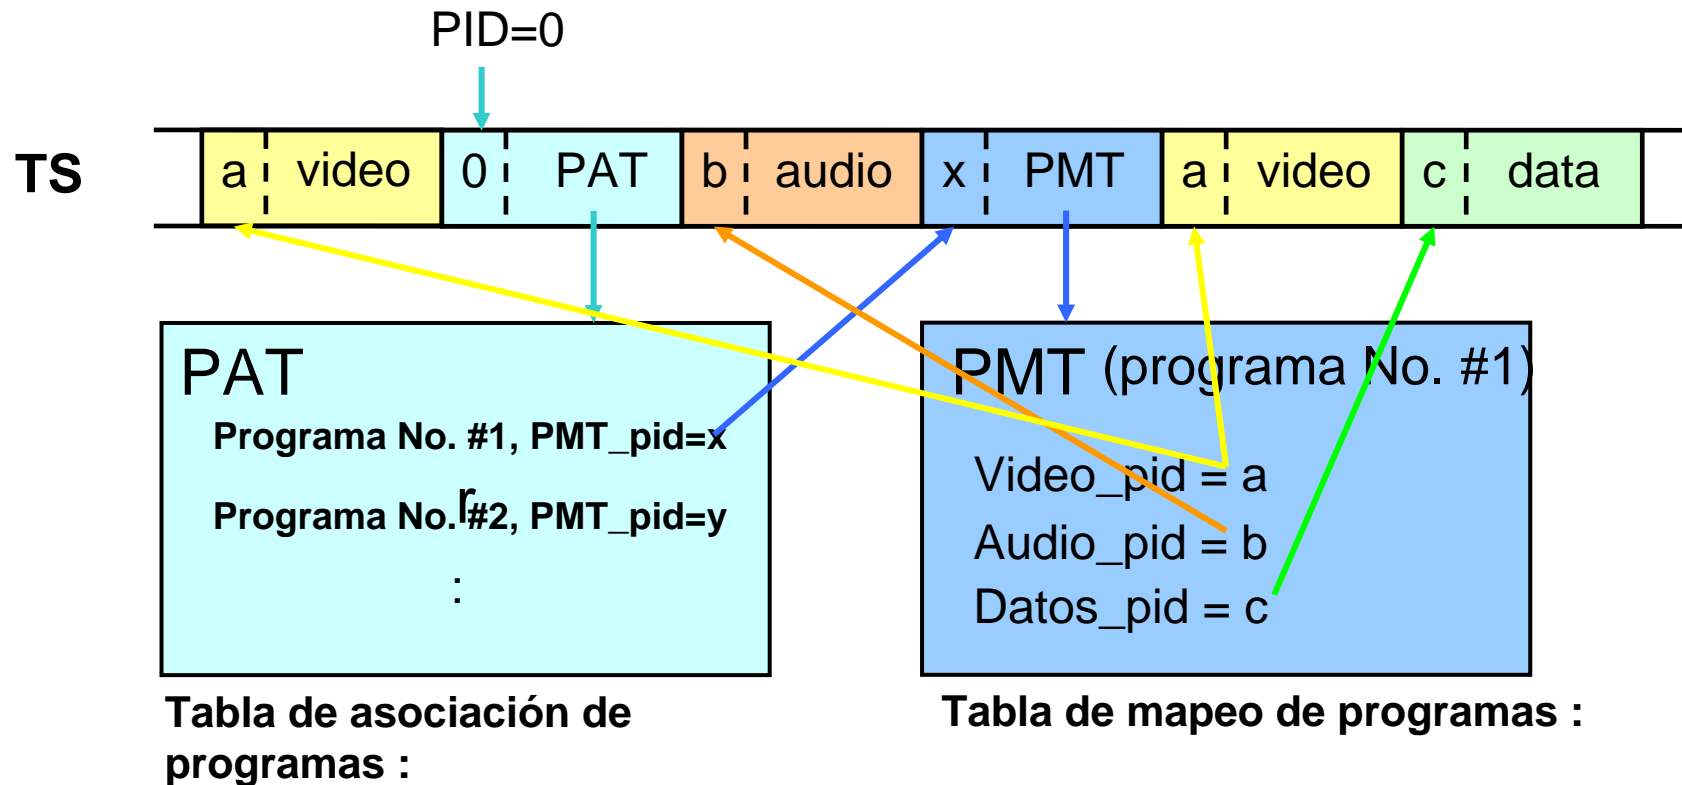 PID=0
TS
a video 0 PAT b audio x PMT a video c data
PAT
Programa No. #1, PMT_pid=x
r
Programa No. #2, PMT_pid=y
:
PMT (programa No. #1)
Video_pid = a
Audio_pid = b
Datos_pid = c
Tabla de asociación de
programas :
Tabla de mapeo de programas :